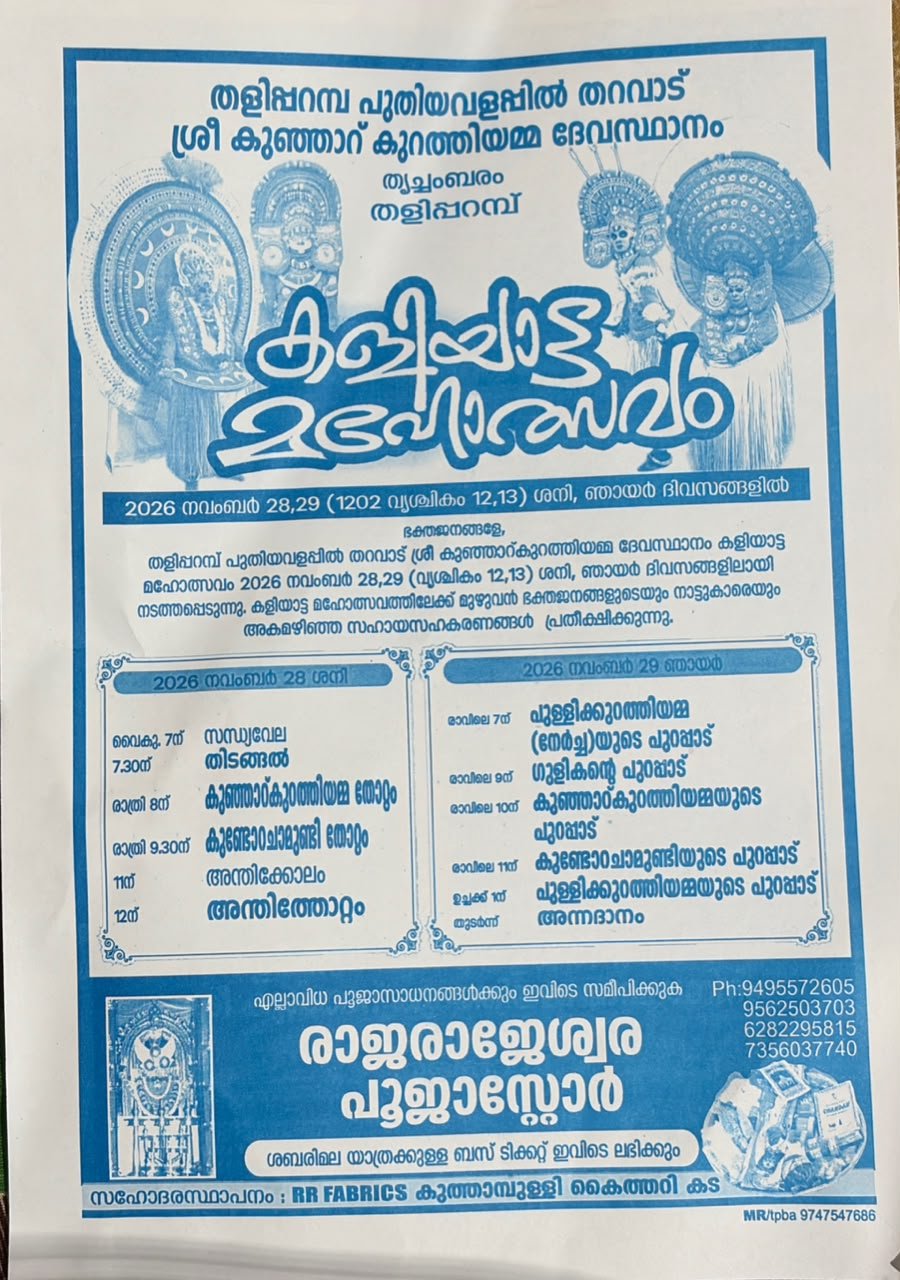 തളിപ്പറമ്പ പുതിയവളപ്പിൽ തറവാട്
ശ്രീ കുഞ്ഞാറ് കുറത്തിയമ്മ ദേവസ്ഥാനം
തൃച്ചംബരം
തളിപ്പറമ്പ്
കളിയാട്ട
മഹോത്സവം
2026 നവംബർ 28,29 (1202 വൃശ്ചികം 12,13) ശനി, ഞായർ ദിവസങ്ങളിൽ
ഭക്തജനങ്ങളേ,
തളിപ്പറമ്പ് പുതിയവളപ്പിൽ തറവാട് ശ്രീ കുഞ്ഞാറ്കുറത്തിയമ്മ ദേവസ്ഥാനം കളിയാട്ട
മഹോത്സവം 2026 നവംബർ 28,29 (വൃശ്ചികം 12,13) ശനി, ഞായർ ദിവസങ്ങളിലായി
നടത്തപ്പെടുന്നു. കളിയാട്ട മഹോത്സവത്തിലേക്ക് മുഴുവൻ ഭക്തജനങ്ങളുടെയും നാട്ടുകാരെയും
അകമഴിഞ്ഞ സഹായസഹകരണങ്ങൾ പ്രതീക്ഷിക്കുന്നു.
2026 നവംബർ 28 ശനി
വൈകു. 7ന് സന്ധ്യവേല
7.30ന് തിടങ്ങൽ
രാത്രി 8ന് കുഞ്ഞാറ്കുറത്തിയമ്മ തോറ്റം
രാത്രി 9.30ന് കുണ്ടോറചാമുണ്ടി തോറ്റം
11ന് അന്തിക്കോലം
12ന് അന്തിത്തോറ്റം
2026 നവംബർ 29 ഞായർ
രാവിലെ 7ന് പുള്ളിക്കുറത്തിയമ്മ
(നേർച്ച)യുടെ പുറപ്പാട്
രാവിലെ 9ന് ഗുളികന്റെ പുറപ്പാട്
രാവിലെ 10ന് കുഞ്ഞാറ്കുറത്തിയമ്മയുടെ
പുറപ്പാട്
രാവിലെ 11ന് കുണ്ടോറചാമുണ്ടിയുടെ പുറപ്പാട്
ഉച്ചക്ക് 1ന് പുള്ളിക്കുറത്തിയമ്മയുടെ പുറപ്പാട്
തുടർന്ന് അന്നദാനം
എല്ലാവിധ പൂജാസാധനങ്ങൾക്കും ഇവിടെ സമീപിക്കുക
രാജരാജേശ്വര
പൂജാസ്റ്റോർ
Ph:9495572605
9562503703
6282295815
7356037740
ശബരിമല യാത്രക്കുള്ള ബസ് ടിക്കറ്റ് ഇവിടെ ലഭിക്കും
സഹോദരസ്ഥാപനം : RR FABRICS കുത്താമ്പുള്ളി കൈത്തറി കട
MR/tpba 9747547686